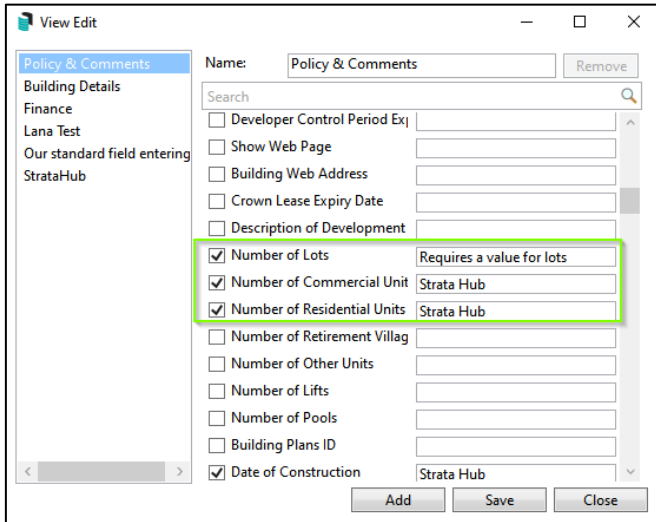 View Edit
Policy & Comments
Building Details
Finance
Lana Test
Our standard field entering
StrataHub
Name:
Policy & Comments
Remove
Search
Developer Control Period Exp
Show Web Page
Building Web Address
Crown Lease Expiry Date
Description of Development
Number of Lots Requires a value for lots
Number of Commercial Unit Strata Hub
Number of Residential Units Strata Hub
Number of Retirement Villag
Number of Other Units
Number of Lifts
Number of Pools
Building Plans ID
Date of Construction Strata Hub
Add
Save
Close